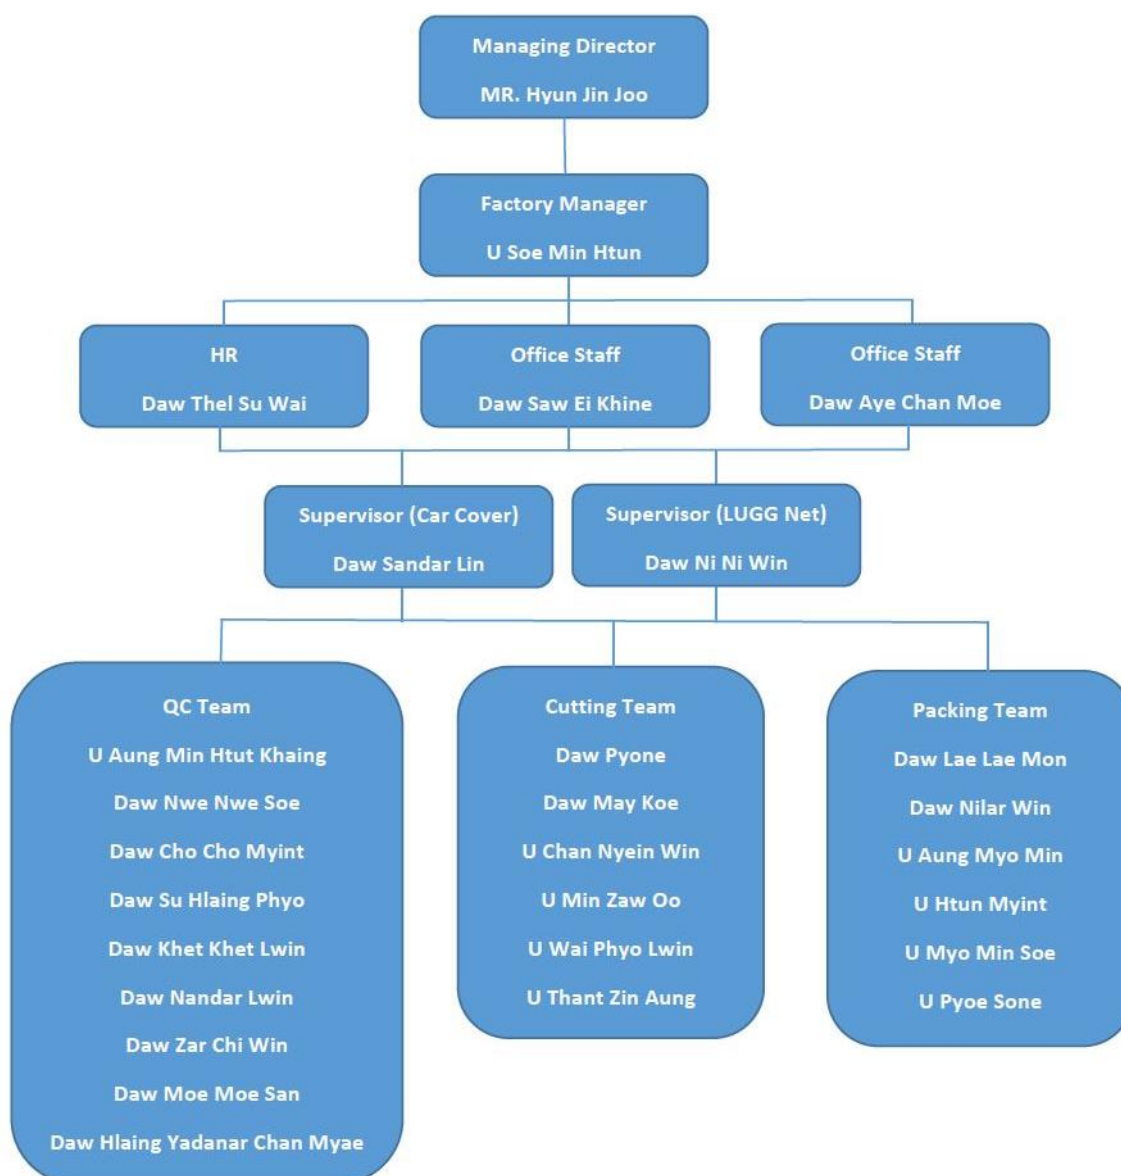 Managing Director
MR. Hyun Jin Joo
Factory Manager
U Soe Min Htun
HR
Daw Thel Su Wai
Office Staff
Daw Saw Ei Khine
Office Staff
Daw Aye Chan Moe
Supervisor (Car Cover)
Daw Sandar Lin
Supervisor (LUGG Net)
Daw Ni Ni Win
QC Team
U Aung Min Htut Khaing
Daw Nwe Nwe Soe
Daw Cho Cho Myint
Daw Su Hlaing Phyo
Daw Khet Khet Lwin
Daw Nandar Lwin
Daw Zar Chi Win
Daw Moe Moe San
Daw Hlaing Yadanar Chan Myae
Cutting Team
Daw Pyone
Daw May Koe
U Chan Nyein Win
U Min Zaw Oo
U Wai Phyo Lwin
U Thant Zin Aung
Packing Team
Daw Lae Lae Mon
Daw Nilar Win
U Aung Myo Min
U Htun Myint
U Myo Min Soe
U Pyoe Sone